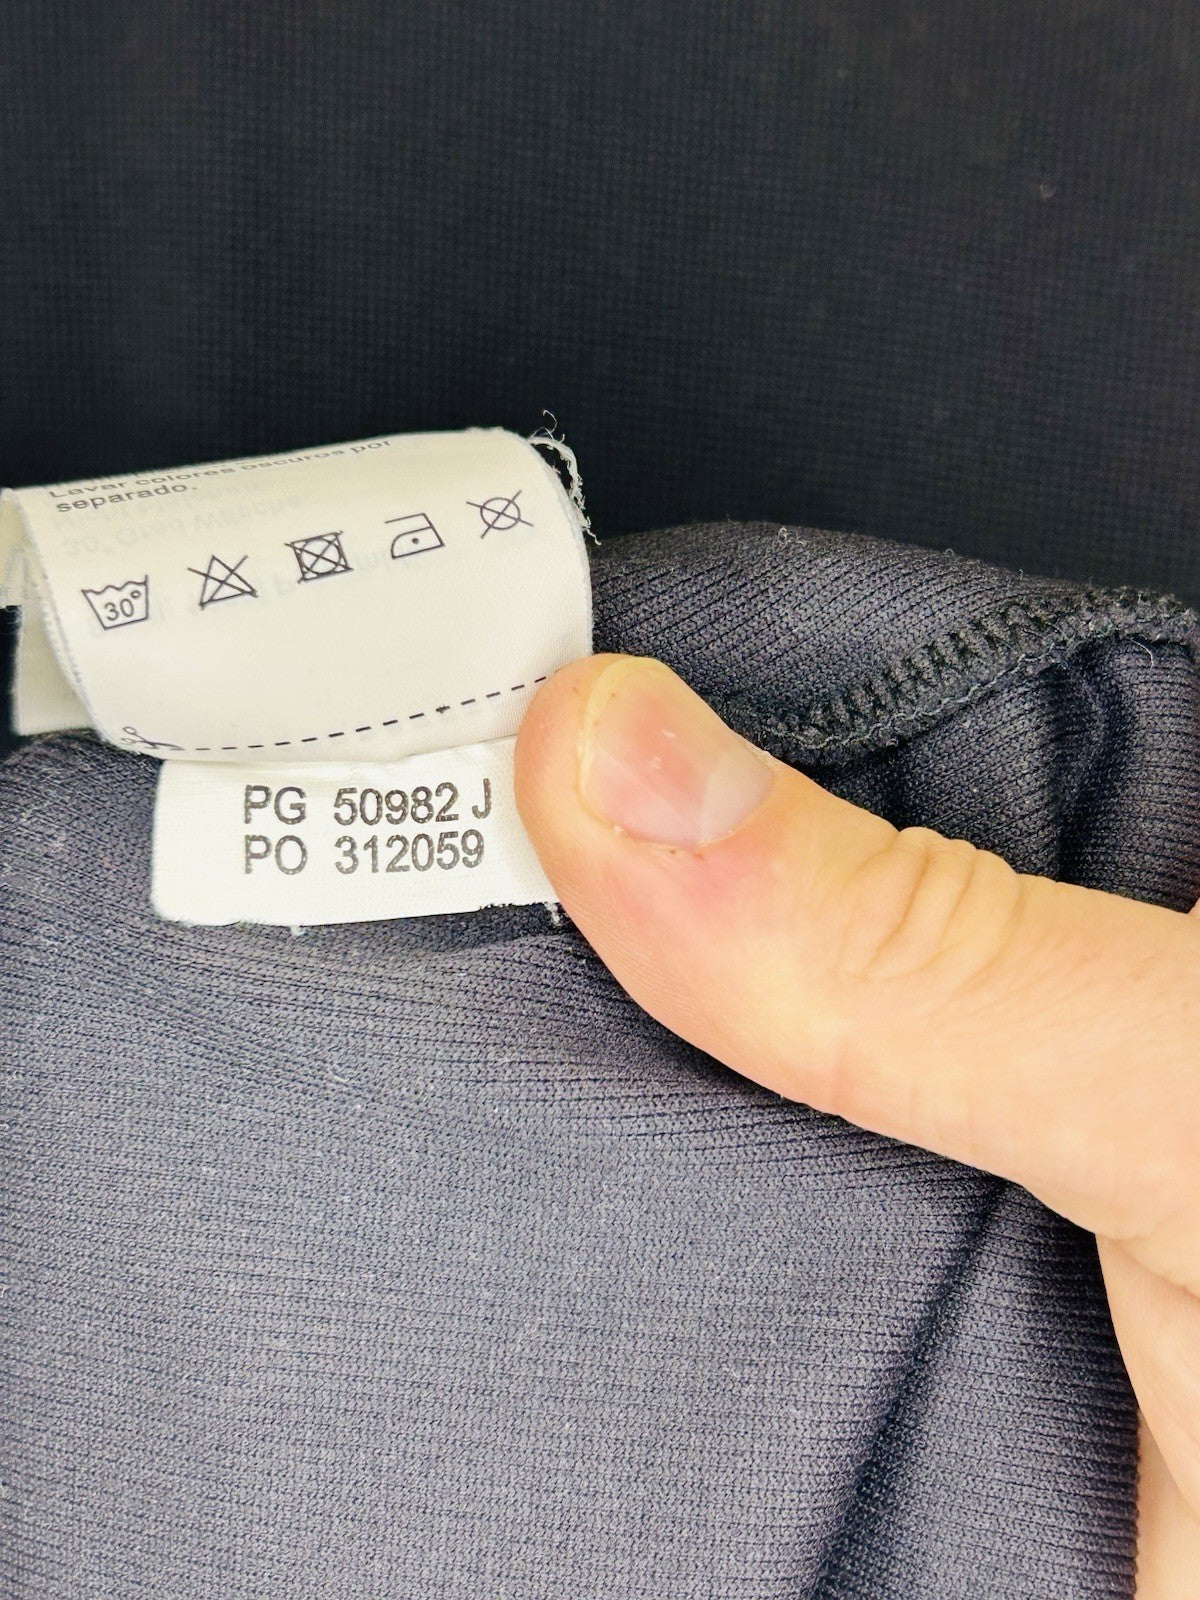 Lavar colores oscuros por
separado.
30°
PG 50982 J
PO 312059